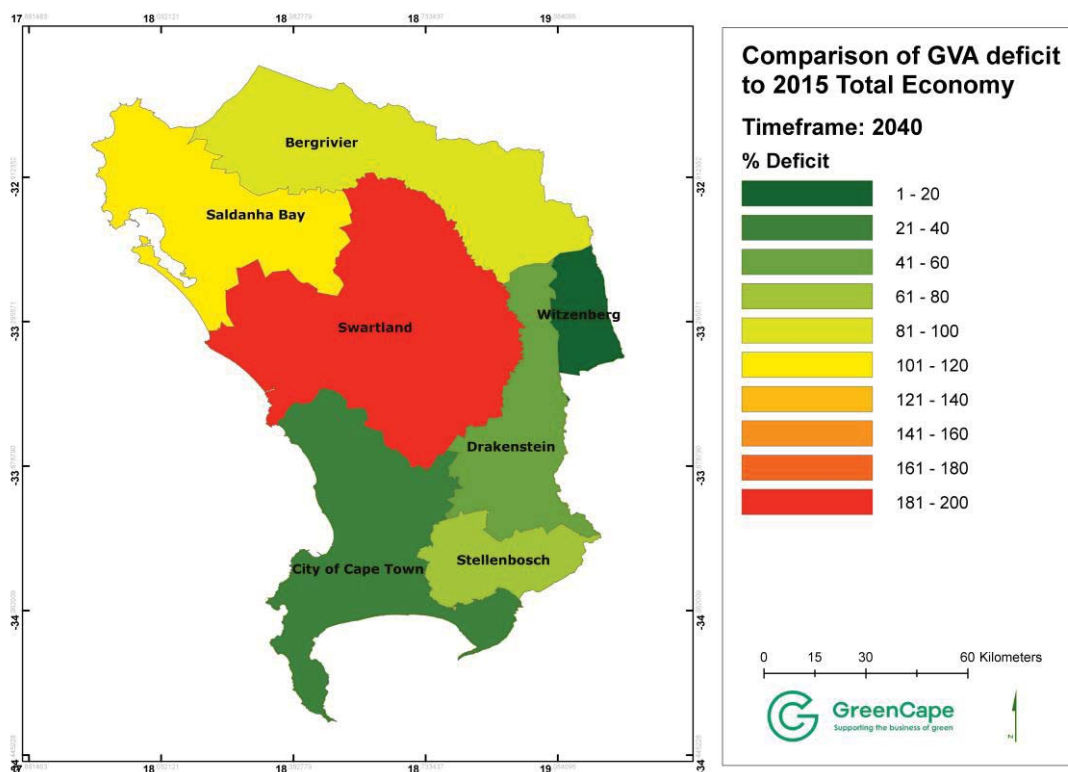 17 18 18 18 19
Bergrivier
Saldanha Bay
Witzenberg
Swartland
Drakenstein
Stellenbosch
City of Cape Town
-32
-33
-33
-34
-34
-32
-33
-33
-34
-34
17 18 18 18 19
Comparison of GVA deficit
to 2015 Total Economy
Timeframe: 2040
% Deficit
1 - 20
21 - 40
41 - 60
61 - 80
81 - 100
101 - 120
121 - 140
141 - 160
161 - 180
181 - 200
0 15 30 60 Kilometers
GreenCape
Supporting the business of green
N